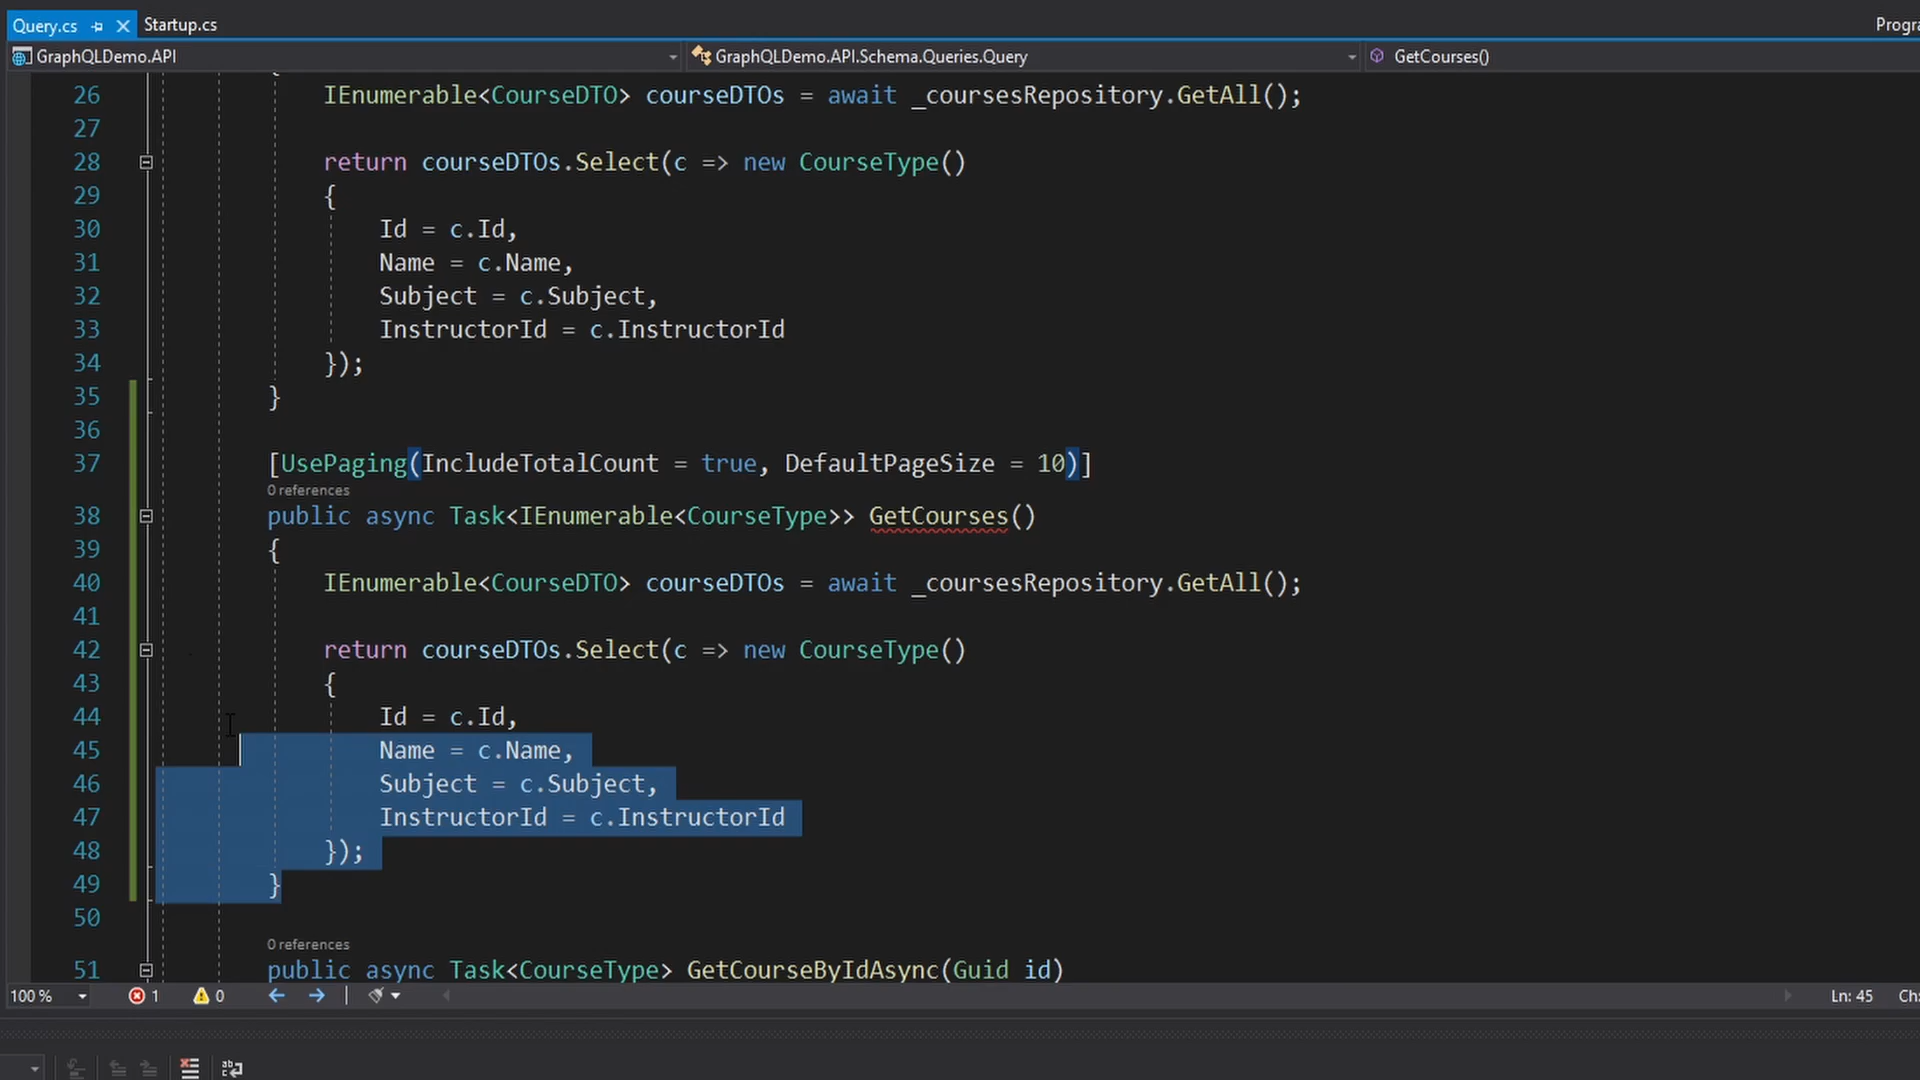 Query.cs Startup.cs Progra
GraphQLDemo.API GraphQLDemo.API.Schema.Queries.Query GetCourses()
{
26 IEnumerable<CourseDTO> courseDTOs = await _coursesRepository.GetAll();
27
28 return courseDTOs.Select(c => new CourseType()
29 {
30 Id = c.Id,
31 Name = c.Name,
32 Subject = c.Subject,
33 InstructorId = c.InstructorId
34 });
35 }
36
37 [UsePaging(IncludeTotalCount = true, DefaultPageSize = 10)]
0 references
38 public async Task<IEnumerable<CourseType>> GetCourses()
39 {
40 IEnumerable<CourseDTO> courseDTOs = await _coursesRepository.GetAll();
41
42 return courseDTOs.Select(c => new CourseType()
43 {
44 Id = c.Id,
45 Name = c.Name,
46 Subject = c.Subject,
47 InstructorId = c.InstructorId
48 });
49 }
50
0 references
51 public async Task<CourseType> GetCourseByIdAsync(Guid id)
100 % 1 0 Ln: 45 Ch: